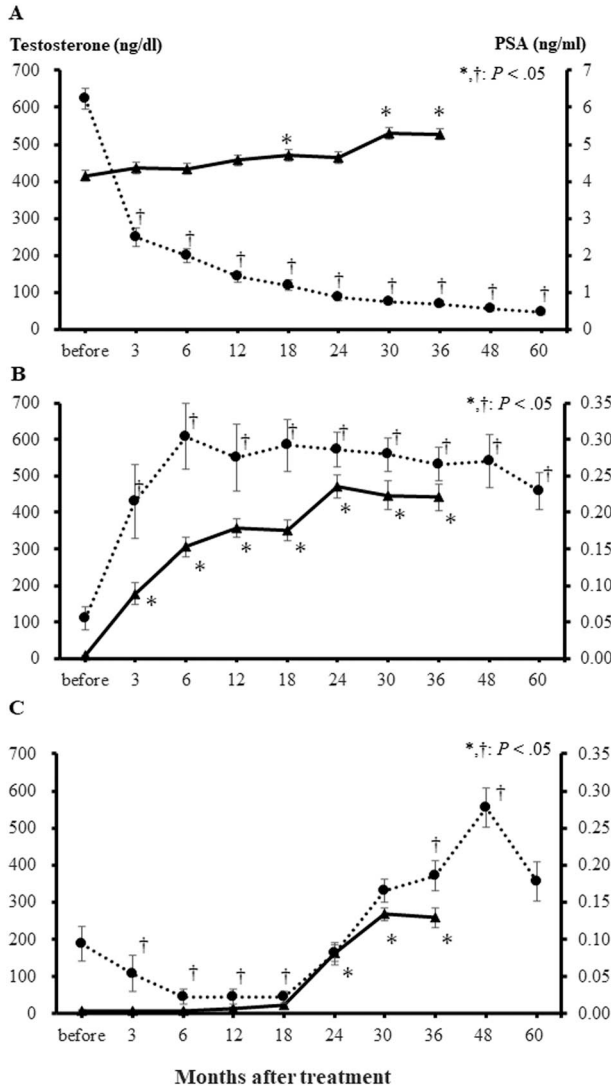 A
Testosterone (ng/dl) PSA (ng/ml)
*,†: P < .05
700 7
600 * * 6
500 * 5
400 4
300 † 3
200 † † † 2
100 † † † † † 1
0 0
before 3 6 12 18 24 30 36 48 60
B
*,†: P < .05
700 0.35
600 † † † † † † † 0.30
500 † † 0.25
400 * * * 0.20
300 * * * 0.15
200 * 0.10
100 0.05
0 0.00
before 3 6 12 18 24 30 36 48 60
C
*,†: P < .05
700 0.35
600 † 0.30
500 † 0.25
400 0.20
300 0.15
200 † * * 0.10
100 † † † * 0.05
0 0.00
before 3 6 12 18 24 30 36 48 60
Months after treatment